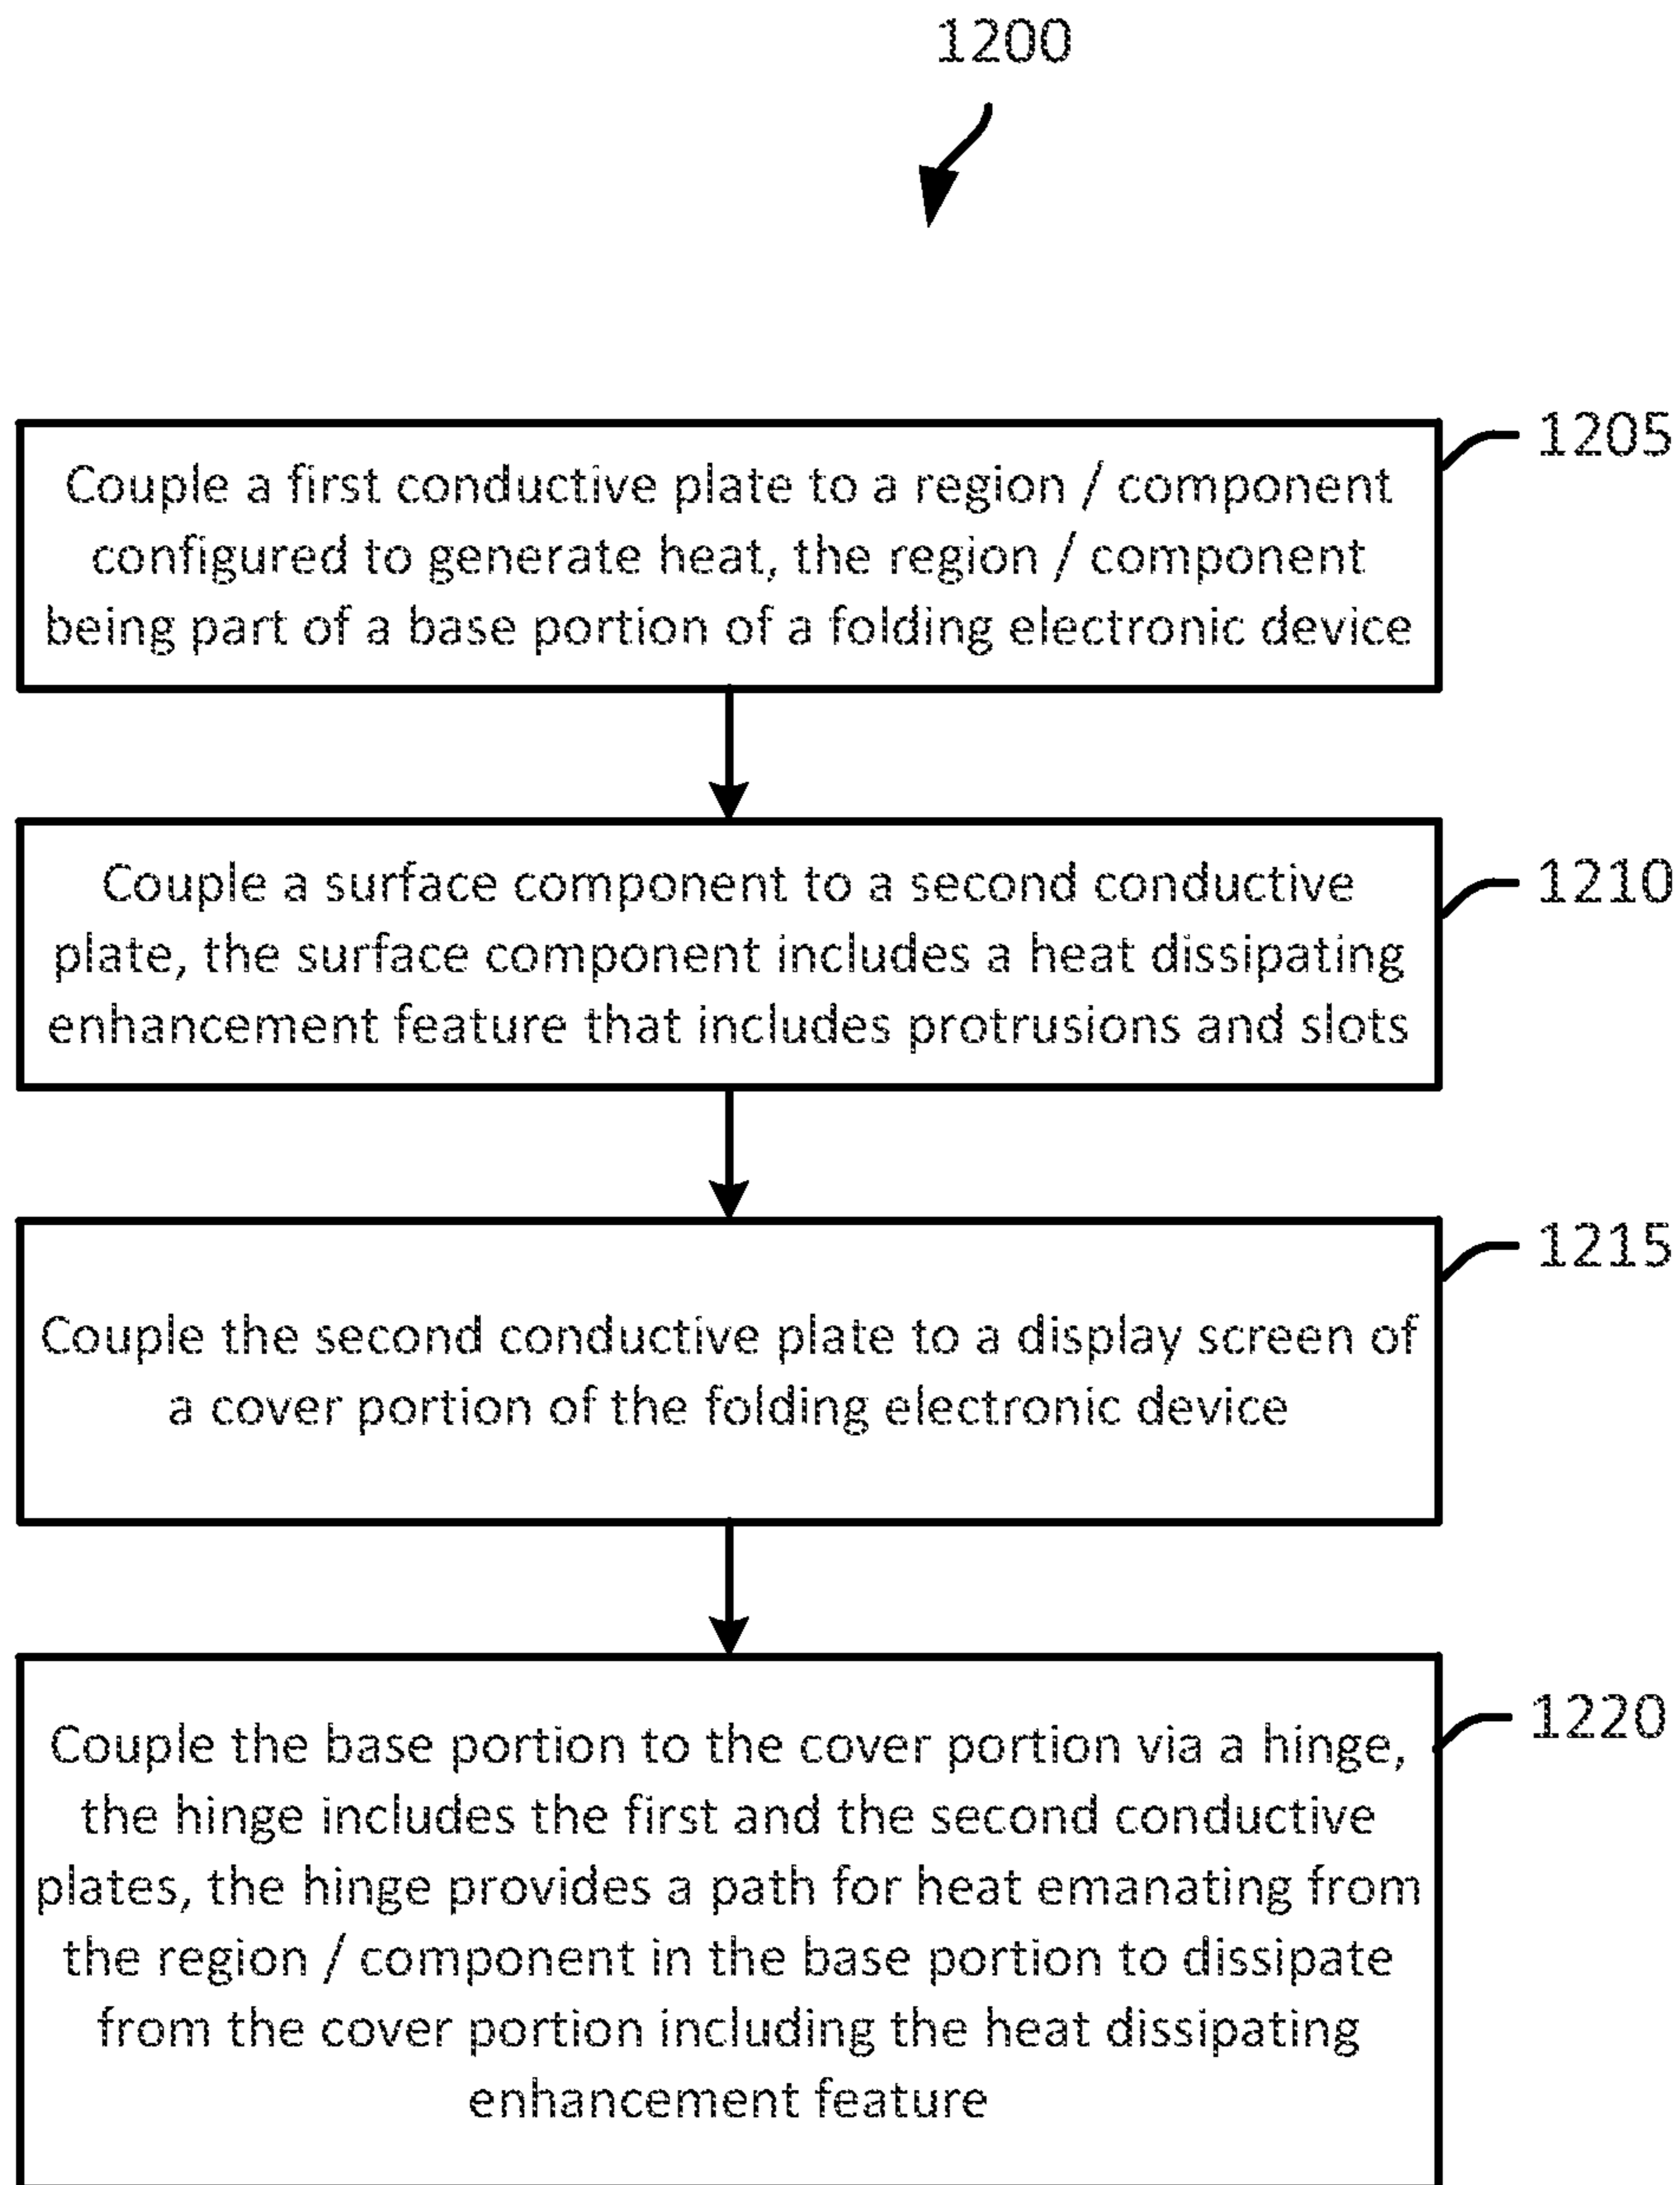 1200
1205
Couple a first conductive plate to a region / component
configured to generate heat, the region / component
being part of a base portion of a folding electronic device
1210
Couple a surface component to a second conductive
plate, the surface component includes a heat dissipating
enhancement feature that includes protrusions and slots
1215
Couple the second conductive plate to a display screen of
a cover portion of the folding electronic device
1220
Couple the base portion to the cover portion via a hinge,
the hinge includes the first and the second conductive
plates, the hinge provides a path for heat emanating from
the region / component in the base portion to dissipate
from the cover portion including the heat dissipating
enhancement feature